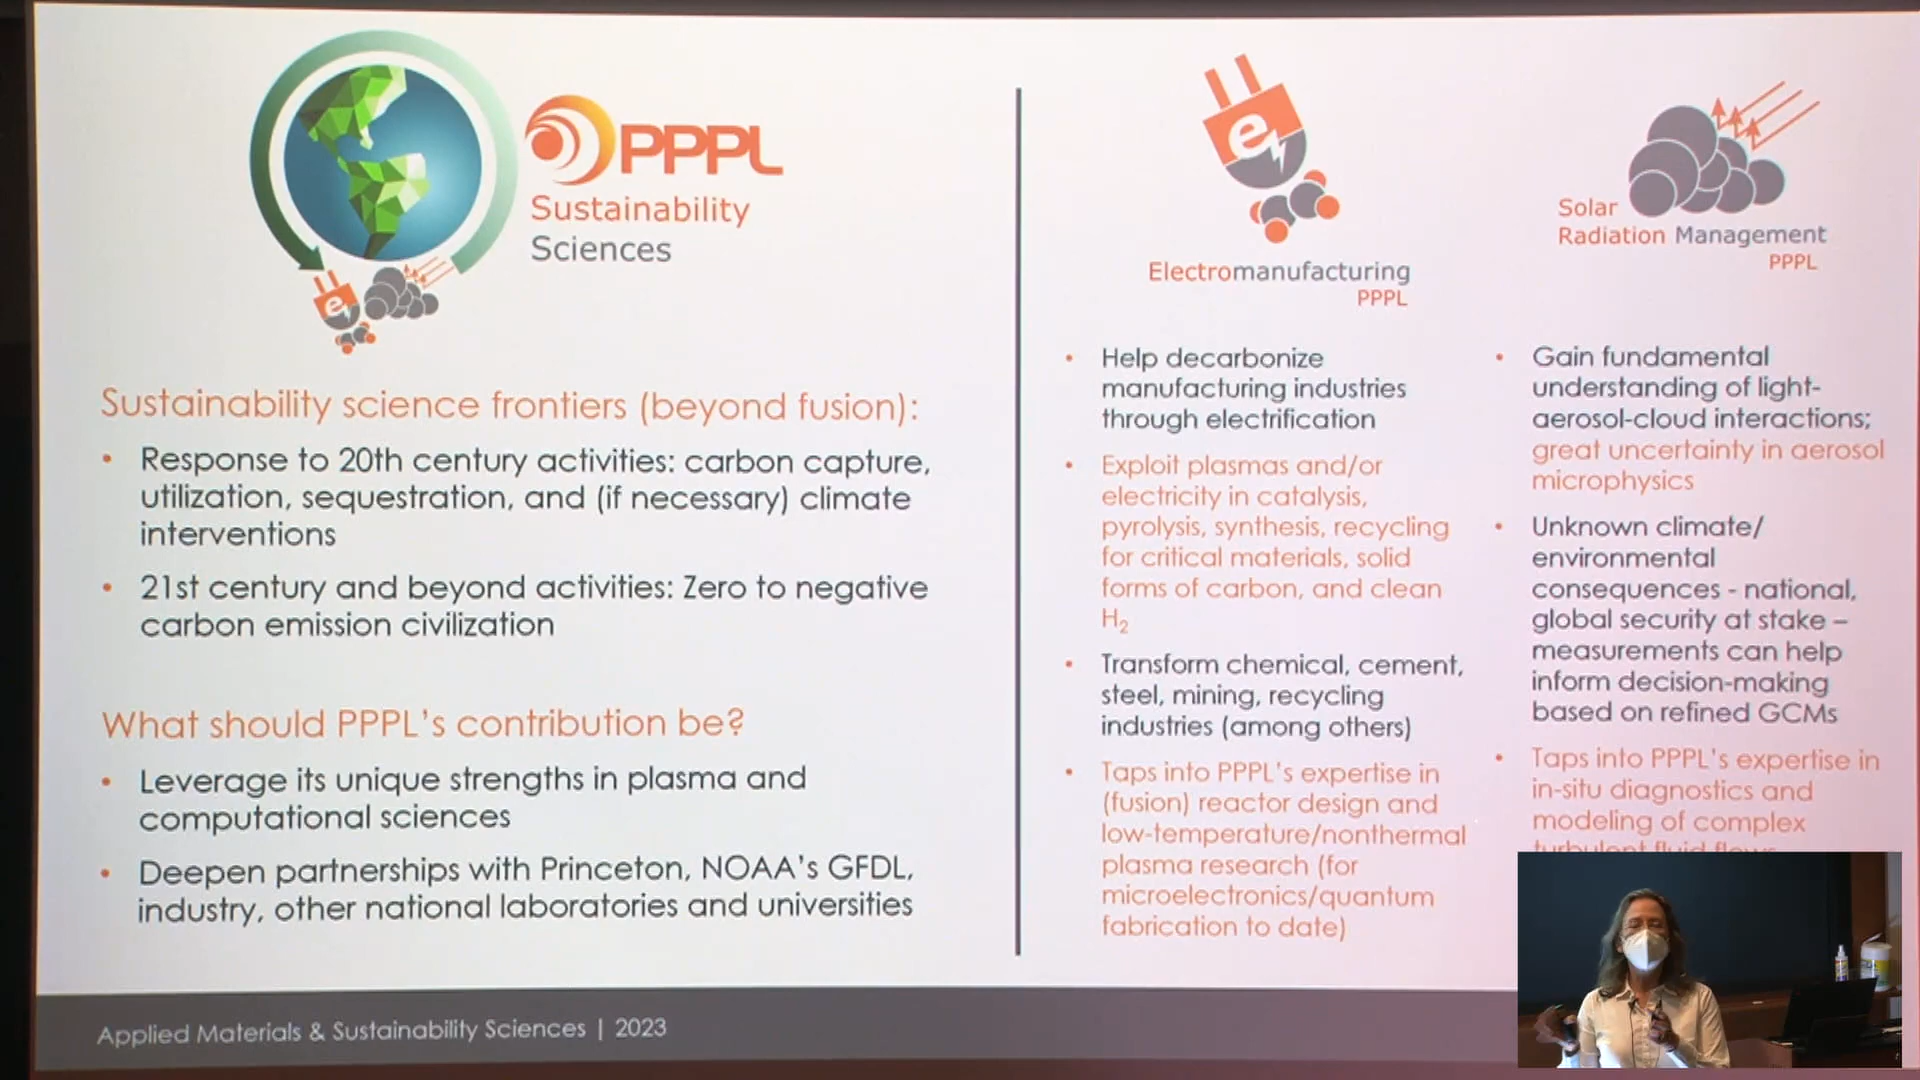 PPPL
Sustainability
Sciences
e
Sustainability science frontiers (beyond fusion):
• Response to 20th century activities: carbon capture,
utilization, sequestration, and (if necessary) climate
interventions
• 21st century and beyond activities: Zero to negative
carbon emission civilization
What should PPPL's contribution be?
• Leverage its unique strengths in plasma and
computational sciences
• Deepen partnerships with Princeton, NOAA's GFDL,
industry, other national laboratories and universities
e
Electromanufacturing
PPPL
• Help decarbonize
manufacturing industries
through electrification
• Exploit plasmas and/or
electricity in catalysis,
pyrolysis, synthesis, recycling
for critical materials, solid
forms of carbon, and clean
H₂
• Transform chemical, cement,
steel, mining, recycling
industries (among others)
• Taps into PPPL's expertise in
(fusion) reactor design and
low-temperature/nonthermal
plasma research (for
microelectronics/quantum
fabrication to date)
Solar
Radiation Management
PPPL
• Gain fundamental
understanding of light-
aerosol-cloud interactions;
great uncertainty in aerosol
microphysics
• Unknown climate/
environmental
consequences - national,
global security at stake –
measurements can help
inform decision-making
based on refined GCMs
• Taps into PPPL's expertise in
in-situ diagnostics and
modeling of complex
turbulent fluid flows
Applied Materials & Sustainability Sciences | 2023